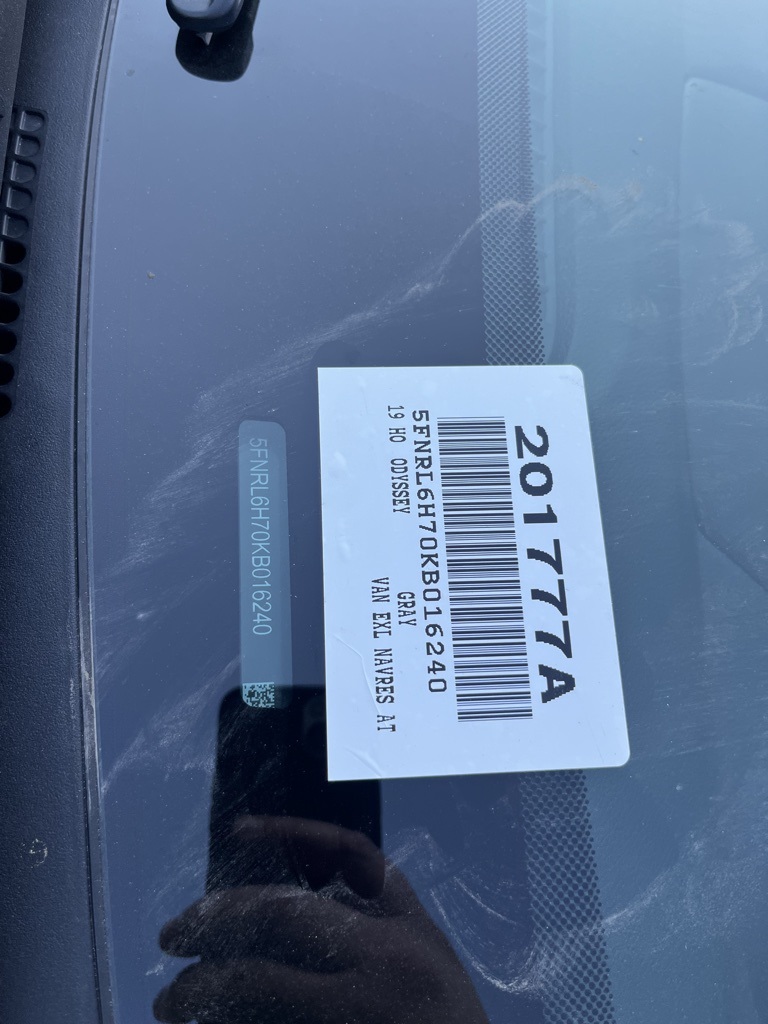 201777A
5FNRL6H70KB016240
19 HO ODYSSEY GRAY
VAN EXL NAVRES AT
5FNRL6H70KB016240